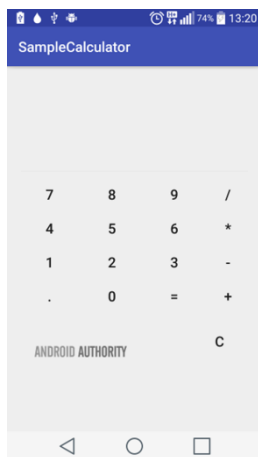 74% 13:20
SampleCalculator
7 8 9 /
4 5 6 *
1 2 3 -
. 0 = +
C
ANDROID AUTHORITY